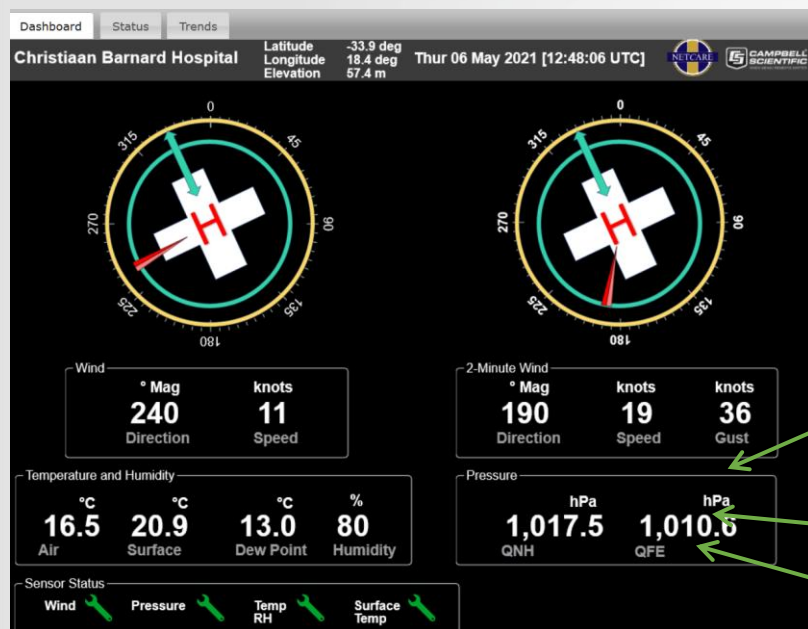 Dashboard Status Trends
Christiaan Barnard Hospital
Latitude -33.9 deg
Longitude 18.4 deg
Elevation 57.4 m
Thur 06 May 2021 [12:48:06 UTC]
NETCARE
CAMPBELL SCIENTIFIC
0 45 90 135 180 225 270 315
H
0 45 90 135 180 225 270 315
H
Wind
° Mag knots
240 11
Direction Speed
2-Minute Wind
° Mag knots knots
190 19 36
Direction Speed Gust
Temperature and Humidity
°C °C °C %
16.5 20.9 13.0 80
Air Surface Dew Point Humidity
Pressure
hPa hPa
1,017.5 1,010.6
QNH QFE
Sensor Status
Wind Pressure Temp RH Surface Temp